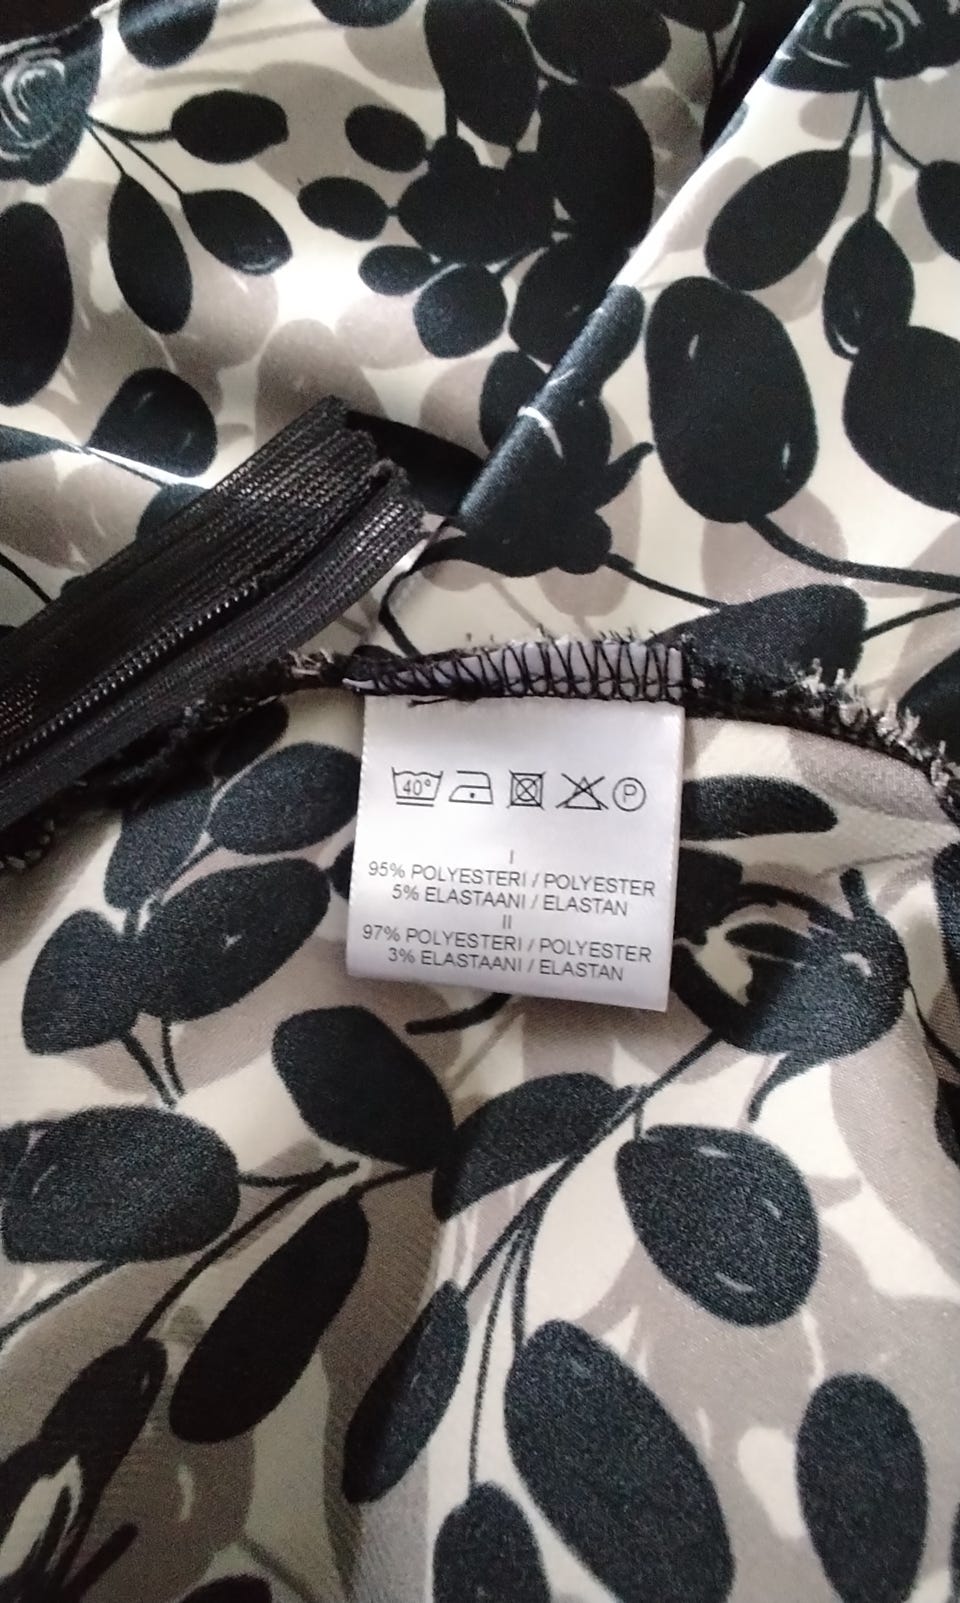 40° P
I
95% POLYESTERI / POLYESTER
5% ELASTAANI / ELASTAN
II
97% POLYESTERI / POLYESTER
3% ELASTAANI / ELASTAN